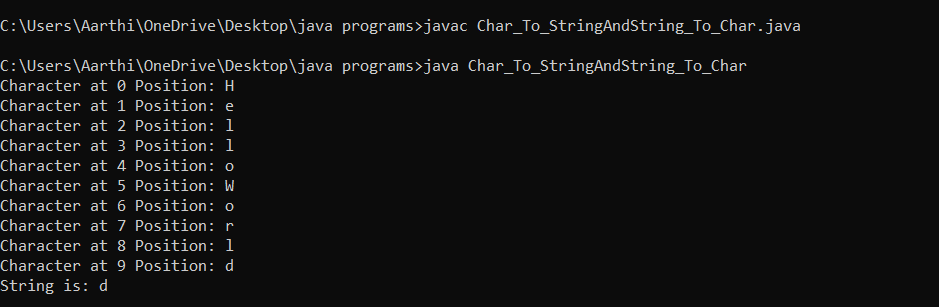 C:\Users\Aarthi\OneDrive\Desktop\java programs>javac Char_To_StringAndString_To_Char.java
C:\Users\Aarthi\OneDrive\Desktop\java programs>java Char_To_StringAndString_To_Char
Character at 0 Position: H
Character at 1 Position: e
Character at 2 Position: l
Character at 3 Position: l
Character at 4 Position: o
Character at 5 Position: W
Character at 6 Position: o
Character at 7 Position: r
Character at 8 Position: l
Character at 9 Position: d
String is: d